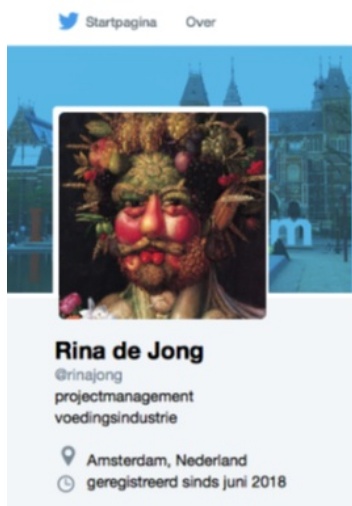 Startpagina Over
Rina de Jong
@rinajong
projectmanagement
voedingsindustrie
Amsterdam, Nederland
geregistreerd sinds juni 2018